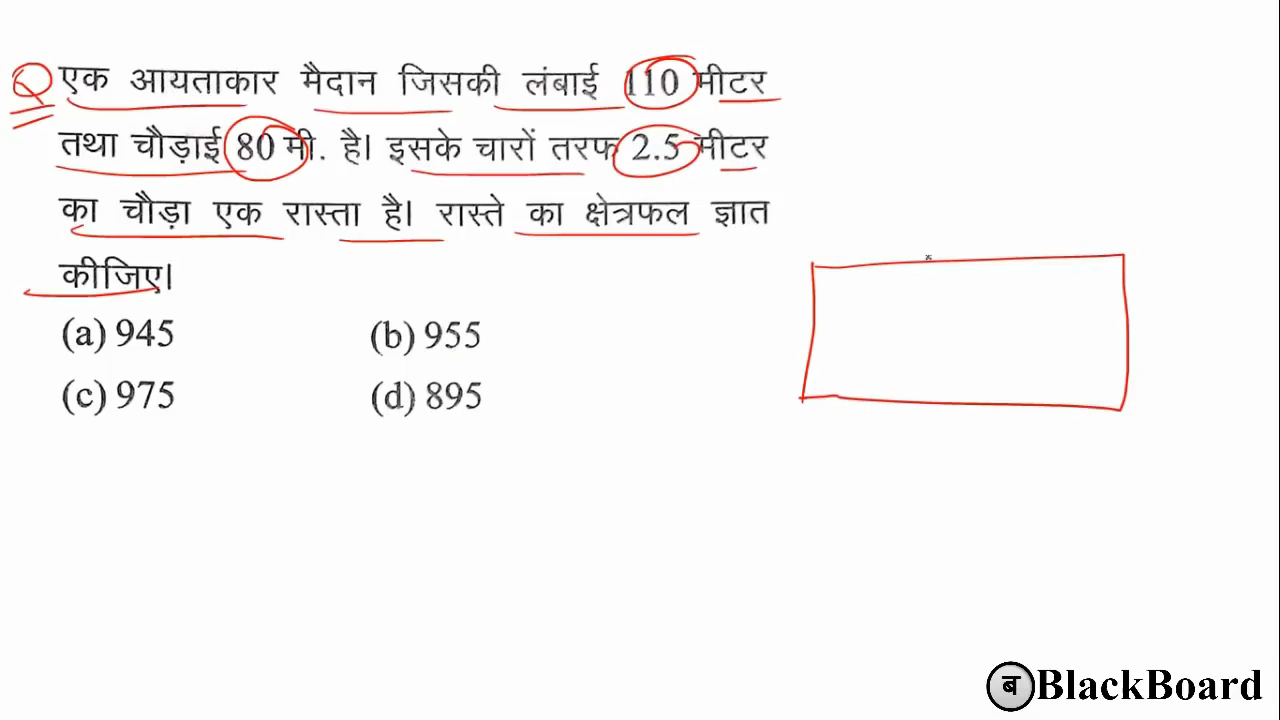 Q एक आयताकार मैदान जिसकी लंबाई 110 मीटर
तथा चौड़ाई 80 मी. है। इसके चारों तरफ 2.5 मीटर
का चौड़ा एक रास्ता है। रास्ते का क्षेत्रफल ज्ञात
कीजिए।
(a) 945 (b) 955
(c) 975 (d) 895
ब BlackBoard